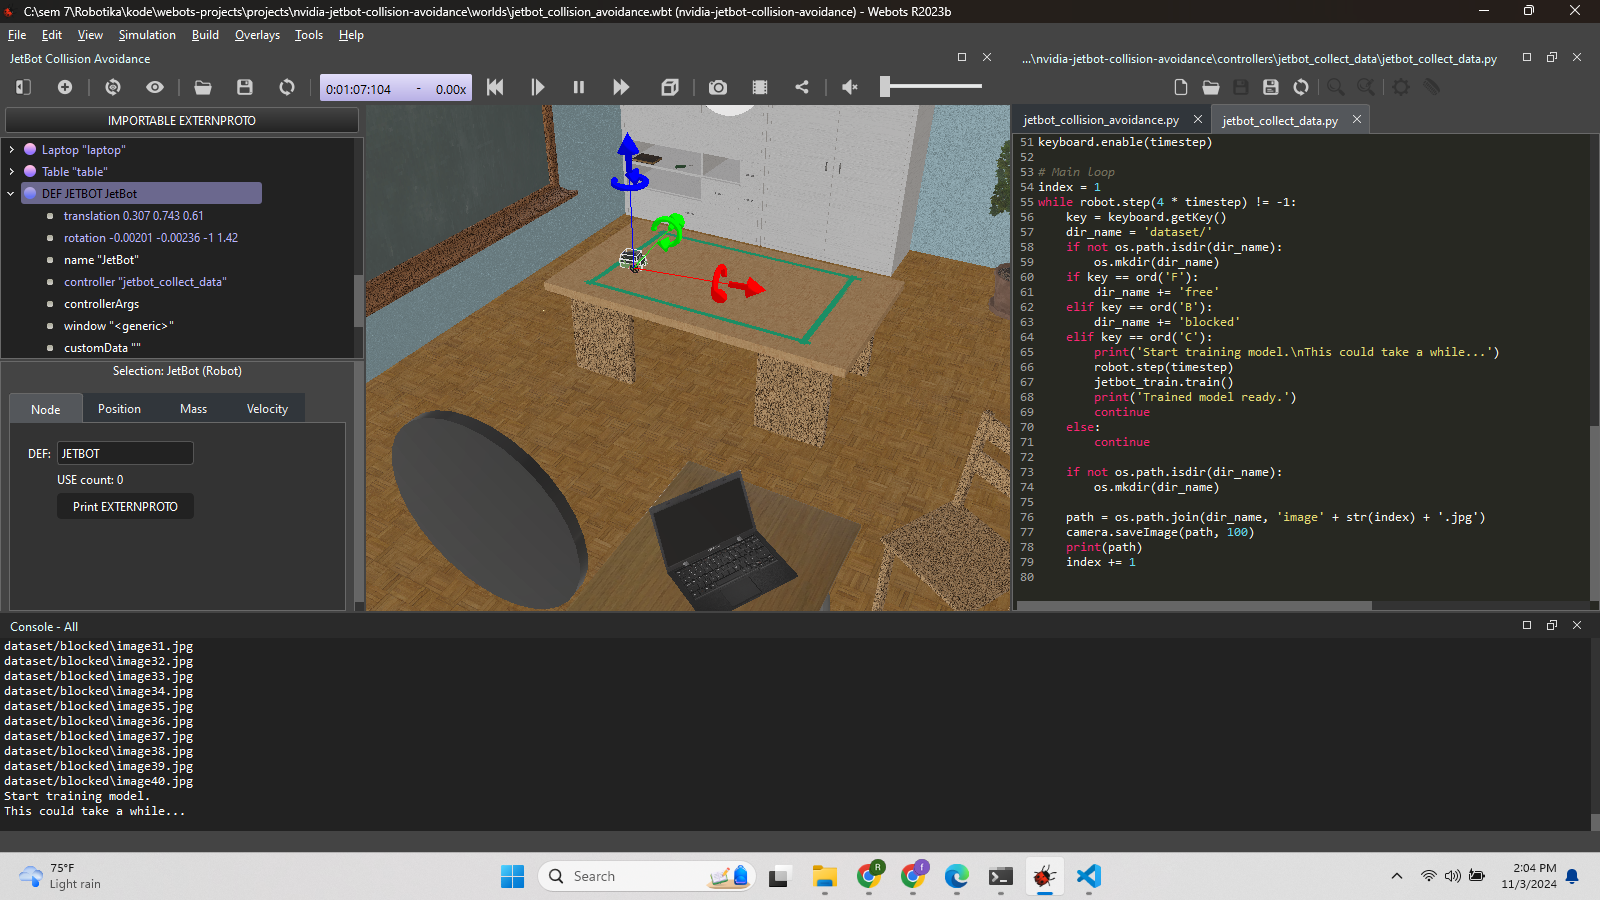 C:\sem 7\Robotika\kode\webots-projects\projects\nvidia-jetbot-collision-avoidance\worlds\jetbot_collision_avoidance.wbt (nvidia-jetbot-collision-avoidance) - Webots R2023b
File Edit View Simulation Build Overlays Tools Help
JetBot Collision Avoidance
0:01:07:104 - 0.00x
IMPORTABLE EXTERNPROTO
Laptop "laptop"
Table "table"
DEF JETBOT JetBot
translation 0.307 0.743 0.61
rotation -0.00201 -0.00236 -1 1.42
name "JetBot"
controller "jetbot_collect_data"
controllerArgs
window "<generic>"
customData ""
Selection: JetBot (Robot)
Node Position Mass Velocity
DEF: JETBOT
USE count: 0
Print EXTERNPROTO
...\nvidia-jetbot-collision-avoidance\controllers\jetbot_collect_data\jetbot_collect_data.py
jetbot_collision_avoidance.py jetbot_collect_data.py
51 keyboard.enable(timestep)
52
53 # Main loop
54 index = 1
55 while robot.step(4 * timestep) != -1:
56 key = keyboard.getKey()
57 dir_name = 'dataset/'
58 if not os.path.isdir(dir_name):
59 os.mkdir(dir_name)
60 if key == ord('F'):
61 dir_name += 'free'
62 elif key == ord('B'):
63 dir_name += 'blocked'
64 elif key == ord('C'):
65 print('Start training model.\nThis could take a while...')
66 robot.step(timestep)
67 jetbot_train.train()
68 print('Trained model ready.')
69 continue
70 else:
71 continue
72
73 if not os.path.isdir(dir_name):
74 os.mkdir(dir_name)
75
76 path = os.path.join(dir_name, 'image' + str(index) + '.jpg')
77 camera.saveImage(path, 100)
78 print(path)
79 index += 1
80
Console - All
dataset/blocked\image31.jpg
dataset/blocked\image32.jpg
dataset/blocked\image33.jpg
dataset/blocked\image34.jpg
dataset/blocked\image35.jpg
dataset/blocked\image36.jpg
dataset/blocked\image37.jpg
dataset/blocked\image38.jpg
dataset/blocked\image39.jpg
dataset/blocked\image40.jpg
Start training model.
This could take a while...
75°F
Light rain
Search
R
f
2:04 PM
11/3/2024